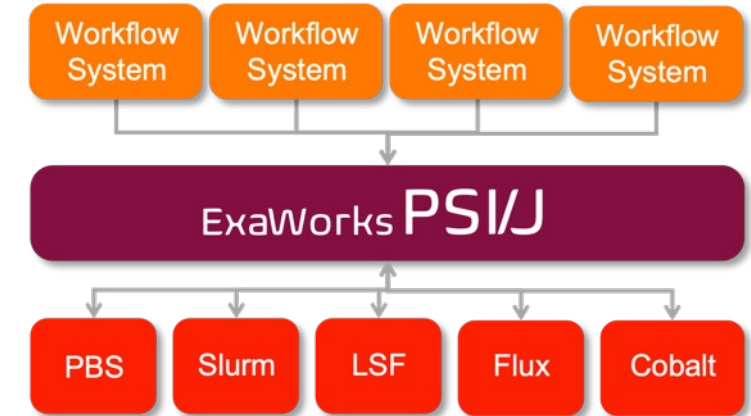 Workflow
System
Workflow
System
Workflow
System
Workflow
System
ExaWorks PSI/J
PBS
Slurm
LSF
Flux
Cobalt